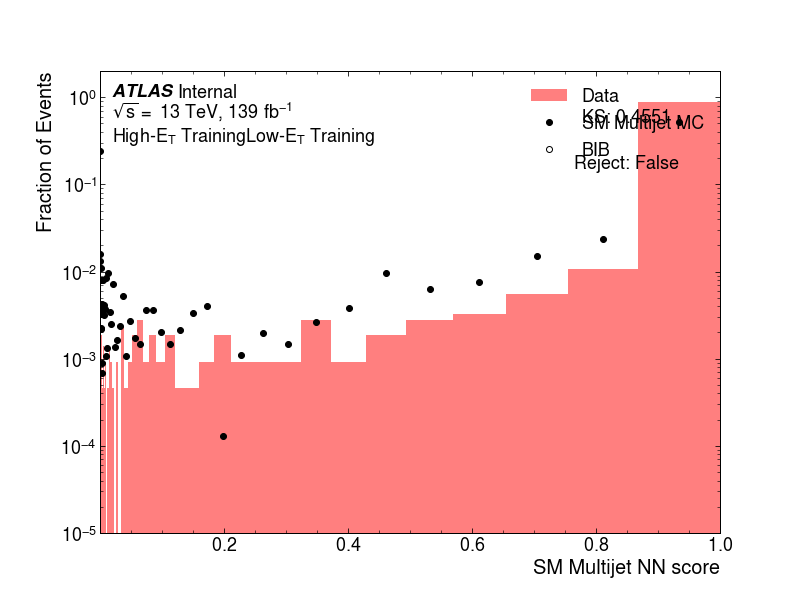 ATLAS Internal
√s = 13 TeV, 139 fb⁻¹
High-E_T TrainingLow-E_T Training
Data
KS: 0.4551
SM Multijet MC
BIB
Reject: False
Fraction of Events
10⁰
10⁻¹
10⁻²
10⁻³
10⁻⁴
10⁻⁵
0.2 0.4 0.6 0.8 1.0
SM Multijet NN score